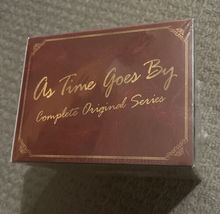 As Time Goes By
Complete Original Series